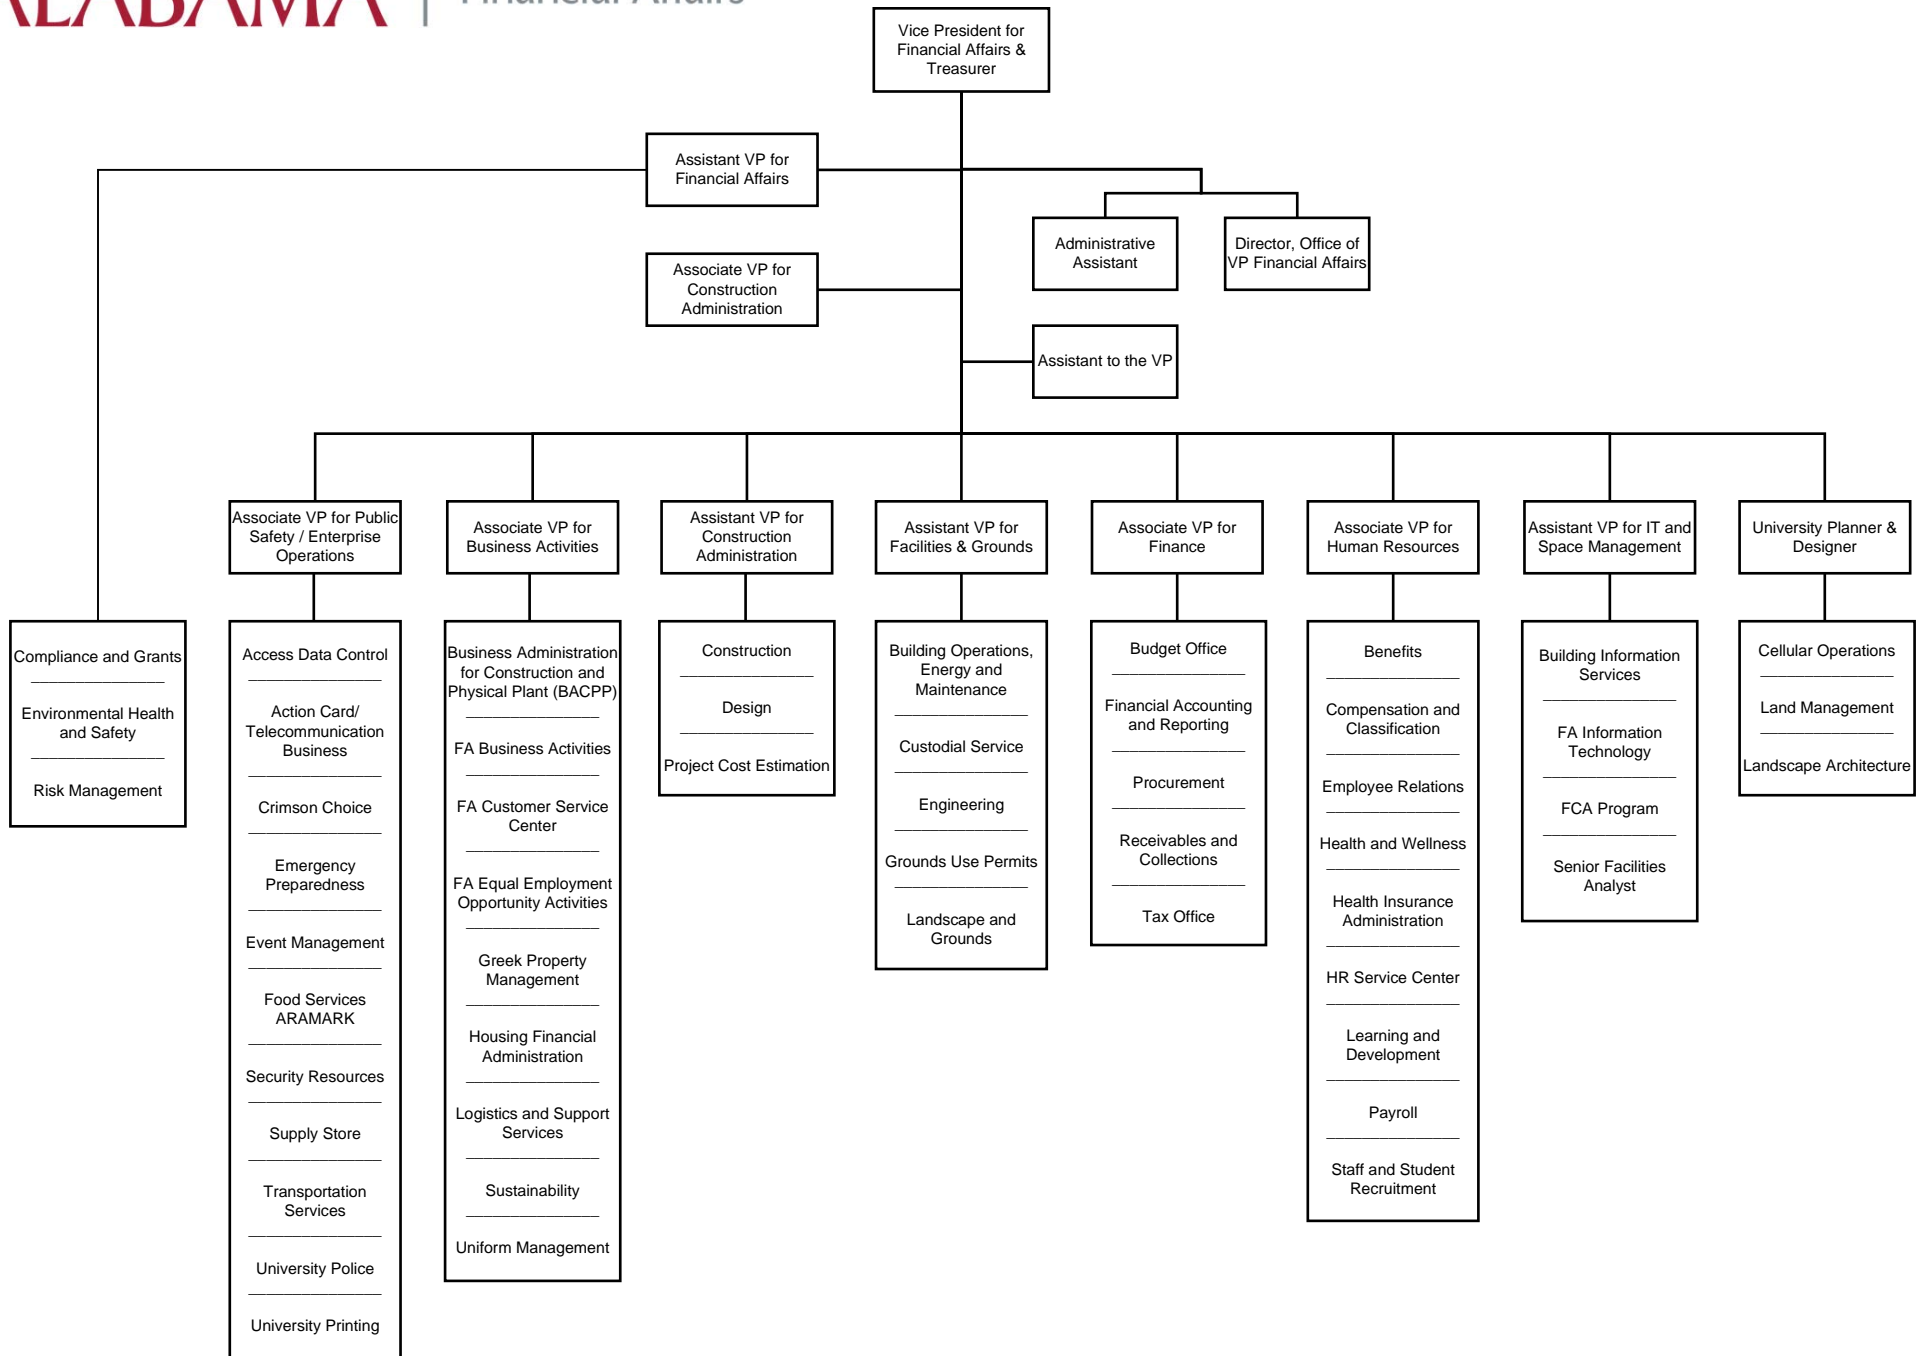 ALABAMA
Financial Affairs
Vice President for
Financial Affairs &
Treasurer
Assistant VP for
Financial Affairs
Administrative
Assistant
Director, Office of
VP Financial Affairs
Associate VP for
Construction
Administration
Assistant to the VP
Associate VP for Public
Safety / Enterprise
Operations
Associate VP for
Business Activities
Assistant VP for
Construction
Administration
Assistant VP for
Facilities & Grounds
Associate VP for
Finance
Associate VP for
Human Resources
Assistant VP for IT and
Space Management
University Planner &
Designer
Compliance and Grants
Environmental Health
and Safety
Risk Management
Access Data Control
Action Card/
Telecommunication
Business
Crimson Choice
Emergency
Preparedness
Event Management
Food Services
ARAMARK
Security Resources
Supply Store
Transportation
Services
University Police
University Printing
Business Administration
for Construction and
Physical Plant (BACPP)
FA Business Activities
FA Customer Service
Center
FA Equal Employment
Opportunity Activities
Greek Property
Management
Housing Financial
Administration
Logistics and Support
Services
Sustainability
Uniform Management
Construction
Design
Project Cost Estimation
Building Operations,
Energy and
Maintenance
Custodial Service
Engineering
Grounds Use Permits
Landscape and
Grounds
Budget Office
Financial Accounting
and Reporting
Procurement
Receivables and
Collections
Tax Office
Benefits
Compensation and
Classification
Employee Relations
Health and Wellness
Health Insurance
Administration
HR Service Center
Learning and
Development
Payroll
Staff and Student
Recruitment
Building Information
Services
FA Information
Technology
FCA Program
Senior Facilities
Analyst
Cellular Operations
Land Management
Landscape Architecture